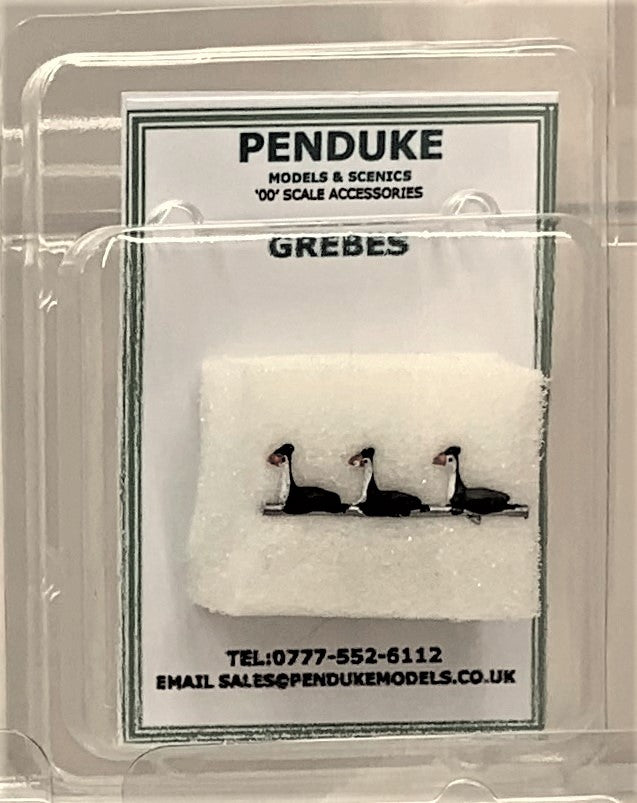 PENDUKE
MODELS & SCENICS
'00' SCALE ACCESSORIES
GREBES
TEL:0777-552-6112
EMAIL SALES@PENDUKEMODELS.CO.UK